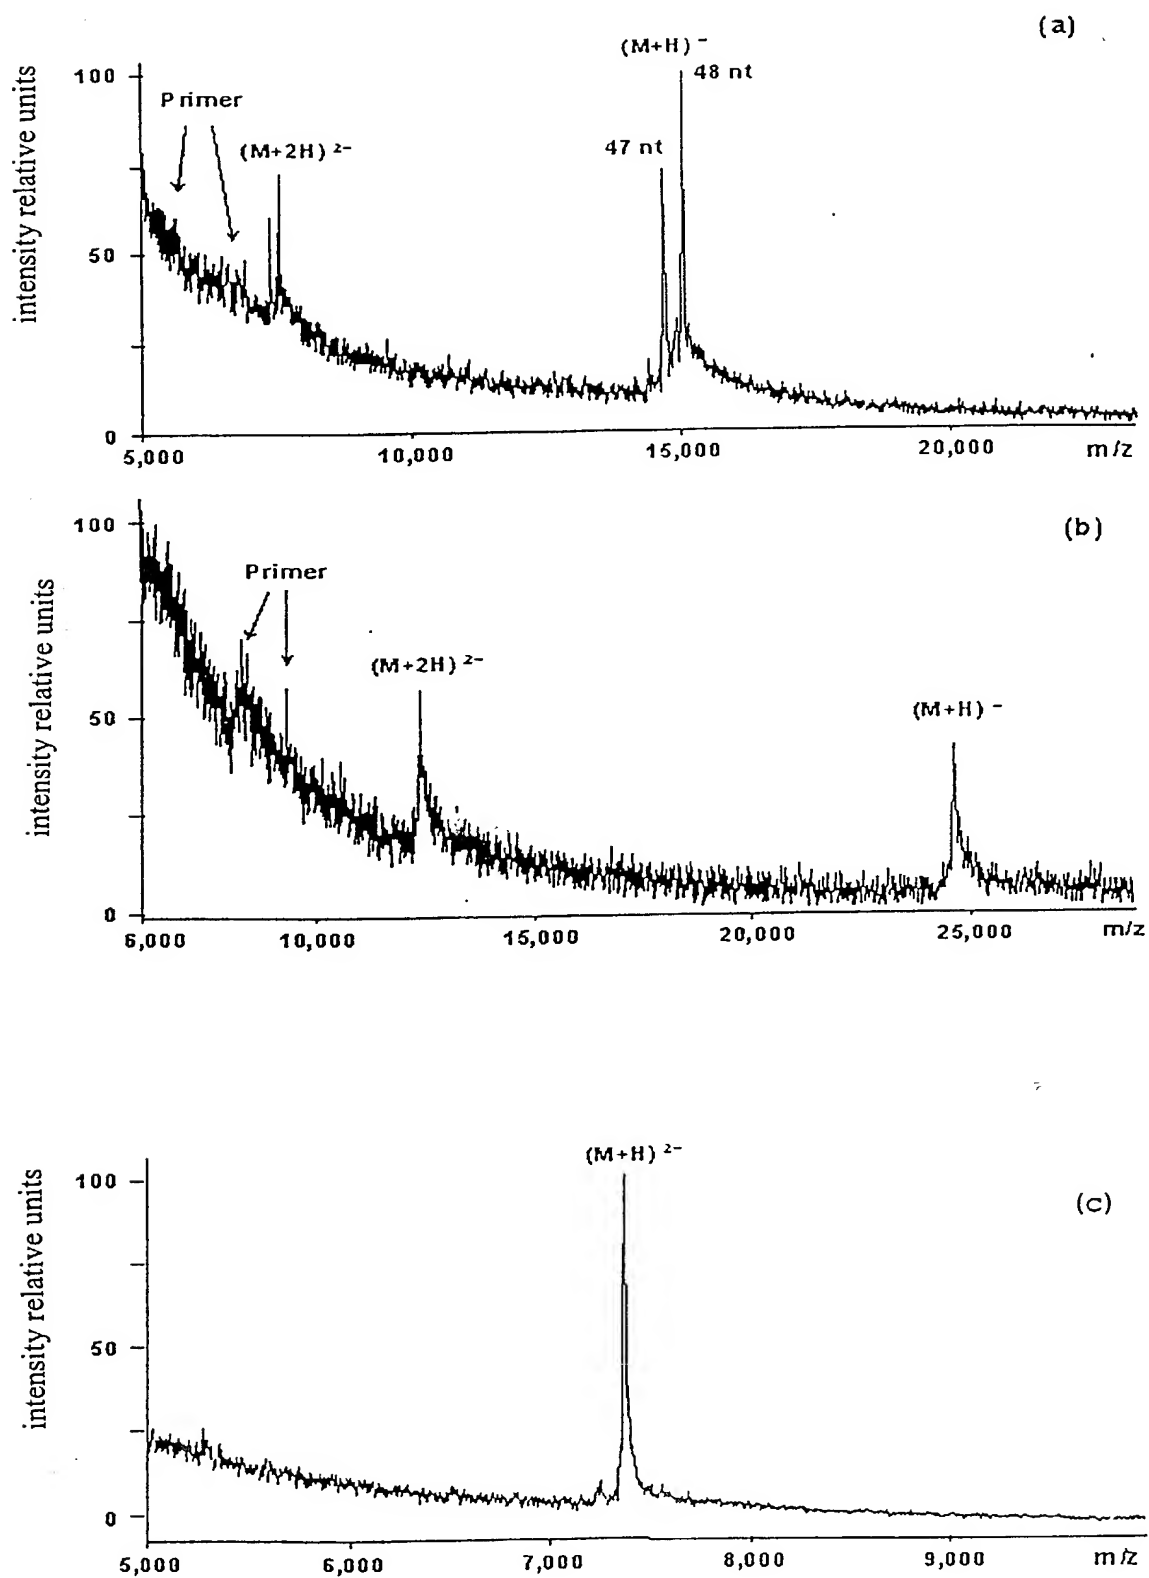 (a)
(M+H) −
100
48 nt
Primer
(M+2H) 2−
47 nt
intensity relative units
50
0
5,000 10,000 15,000 20,000 m/z
100
(b)
Primer
(M+2H) 2−
(M+H) −
intensity relative units
50
0
6,000 10,000 15,000 20,000 25,000 m/z
(M+H) 2−
100
(c)
intensity relative units
50
0
5,000 6,000 7,000 8,000 9,000 m/z